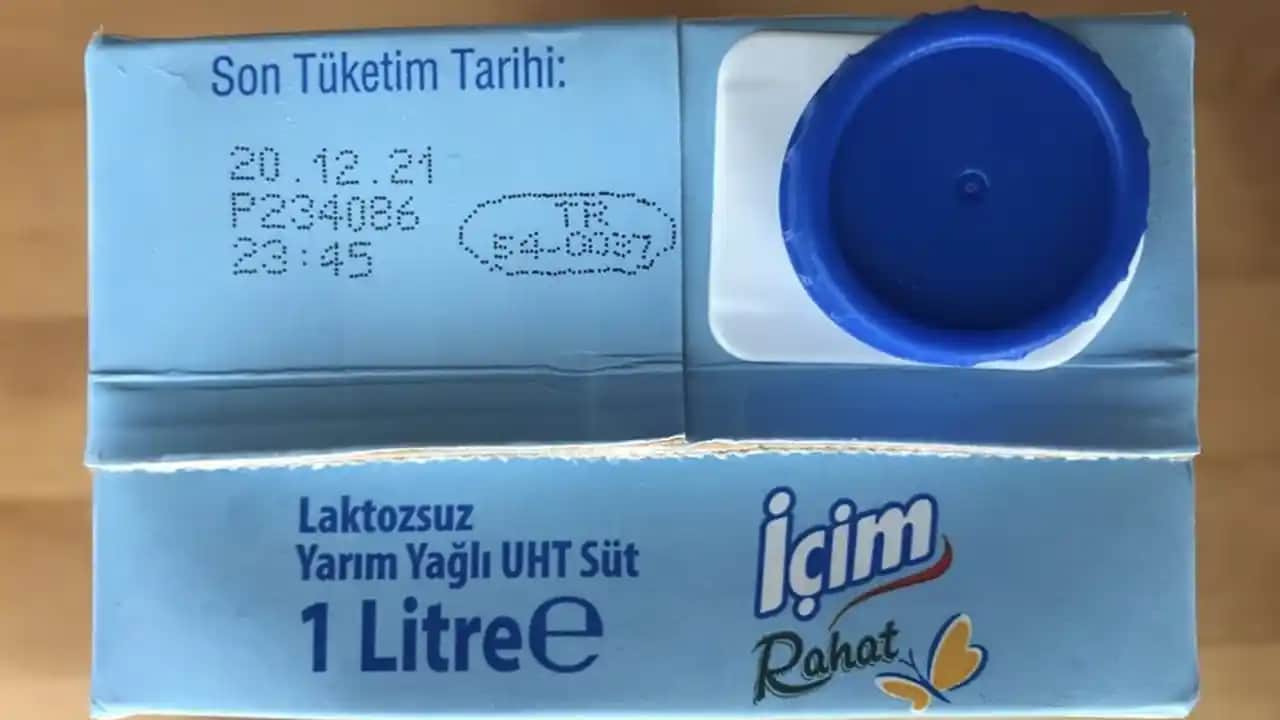 Son Tüketim Tarihi:
20.12.21
P234086
23:45
TR
54-0037
Laktozsuz
Yarım Yağlı UHT Süt
1 Litre℮
İçim
Rahat